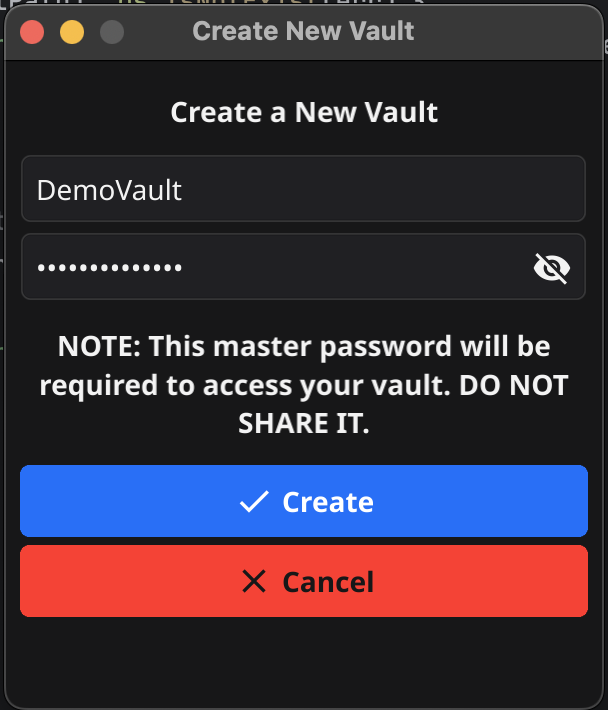 Create New Vault
Create a New Vault
DemoVault
••••••••••••••
NOTE: This master password will be
required to access your vault. DO NOT
SHARE IT.
Create
Cancel